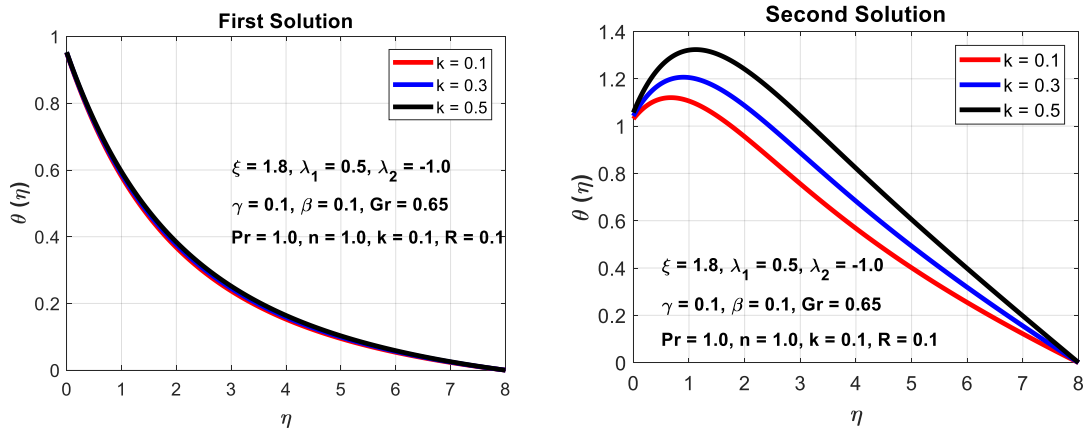 First Solution
1
0.8
0.6
0.4
0.2
0
θ (η)
k = 0.1
k = 0.3
k = 0.5
ξ = 1.8, λ1 = 0.5, λ2 = -1.0
γ = 0.1, β = 0.1, Gr = 0.65
Pr = 1.0, n = 1.0, k = 0.1, R = 0.1
0 1 2 3 4 5 6 7 8
η
Second Solution
1.4
1.2
1
0.8
0.6
0.4
0.2
0
θ (η)
k = 0.1
k = 0.3
k = 0.5
ξ = 1.8, λ1 = 0.5, λ2 = -1.0
γ = 0.1, β = 0.1, Gr = 0.65
Pr = 1.0, n = 1.0, k = 0.1, R = 0.1
0 1 2 3 4 5 6 7 8
η